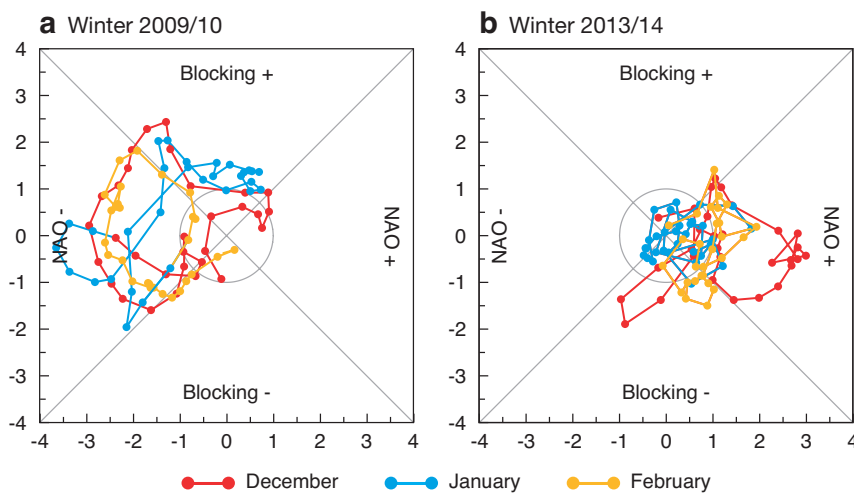 a Winter 2009/10
b Winter 2013/14
4
3
2
1
0
-1
-2
-3
-4
Blocking +
NAO -
NAO +
Blocking -
-4 -3 -2 -1 0 1 2 3 4
4
3
2
1
0
-1
-2
-3
-4
Blocking +
NAO -
NAO +
Blocking -
-4 -3 -2 -1 0 1 2 3 4
December January February